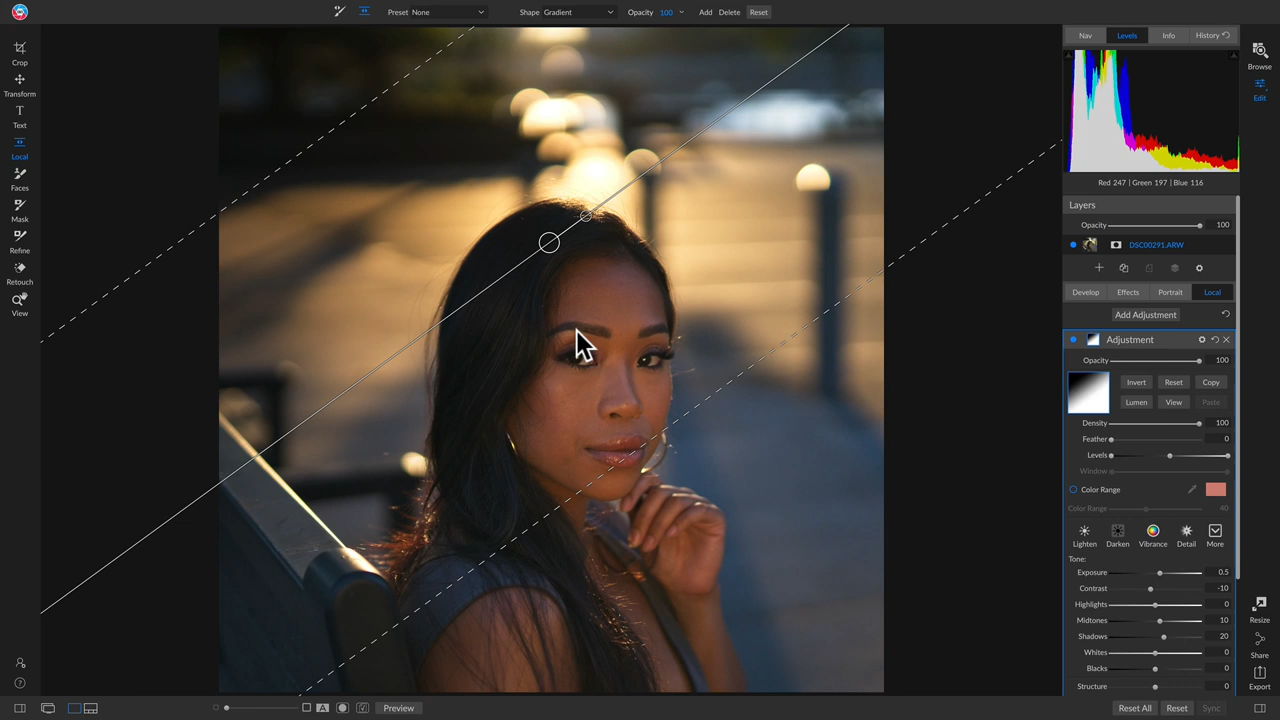 Preset None Shape Gradient Opacity 100 Add Delete Reset
Crop
Transform
Text
Local
Faces
Mask
Refine
Retouch
View
Nav Levels Info History
Red 247 | Green 197 | Blue 116
Layers
Opacity 100
DSC00291.ARW
Develop Effects Portrait Local
Add Adjustment
Adjustment
Opacity 100
Invert Reset Copy
Lumen View Paste
Density 100
Feather 0
Levels
Window
Color Range
Color Range 40
Lighten Darken Vibrance Detail More
Tone:
Exposure 0.5
Contrast -10
Highlights 0
Midtones 10
Shadows 20
Whites 0
Blacks 0
Structure 0
Browse
Edit
Resize
Share
Export
A Preview Reset All Reset Sync